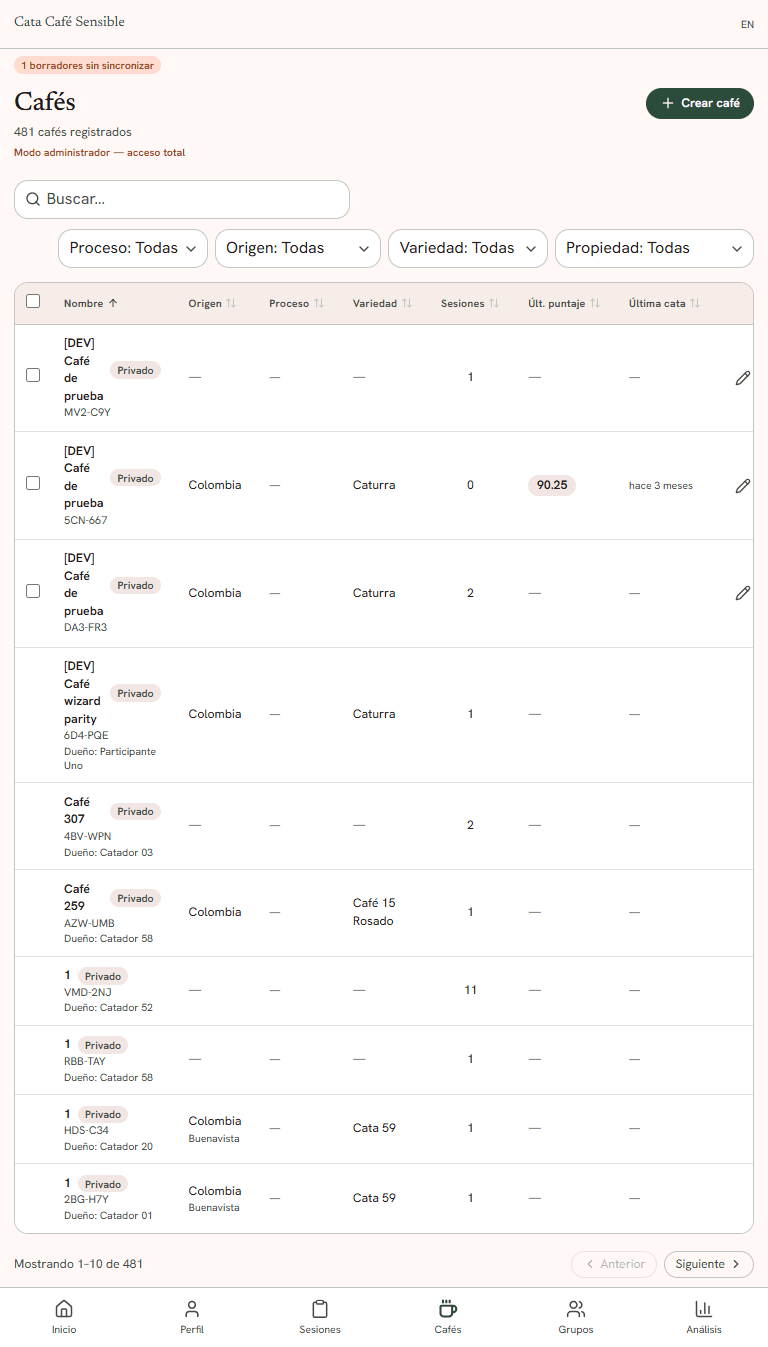 Cata Café Sensible
EN
1 borradores sin sincronizar
Cafés
Crear café
481 cafés registrados
Modo administrador — acceso total
Buscar...
Proceso: Todas
Origen: Todas
Variedad: Todas
Propiedad: Todas
Nombre ↑ Origen ↑↓ Proceso ↑↓ Variedad ↑↓ Sesiones ↑↓ Últ. puntaje ↑↓ Última cata ↑↓
[DEV]
Café
de
prueba
Privado
MV2-C9Y
— — — 1 — —
[DEV]
Café
de
prueba
Privado
5CN-667
Colombia — Caturra 0 90.25 hace 3 meses
[DEV]
Café
de
prueba
Privado
DA3-FR3
Colombia — Caturra 2 — —
[DEV]
Café
wizard
parity
Privado
6D4-PQE
Dueño: Participante
Uno
Colombia — Caturra 1 — —
Café
307
Privado
4BV-WPN
Dueño: Catador 03
— — — 2 — —
Café
259
Privado
AZW-UMB
Dueño: Catador 58
Colombia — Café 15
Rosado
1 — —
1 Privado
VMD-2NJ
Dueño: Catador 52
— — — 11 — —
1 Privado
RBB-TAY
Dueño: Catador 58
— — — 1 — —
1 Privado
HDS-C34
Dueño: Catador 20
Colombia
Buenavista
— Cata 59 1 — —
1 Privado
2BG-H7Y
Dueño: Catador 01
Colombia
Buenavista
— Cata 59 1 — —
Mostrando 1–10 de 481
Anterior
Siguiente
Inicio
Perfil
Sesiones
Cafés
Grupos
Análisis